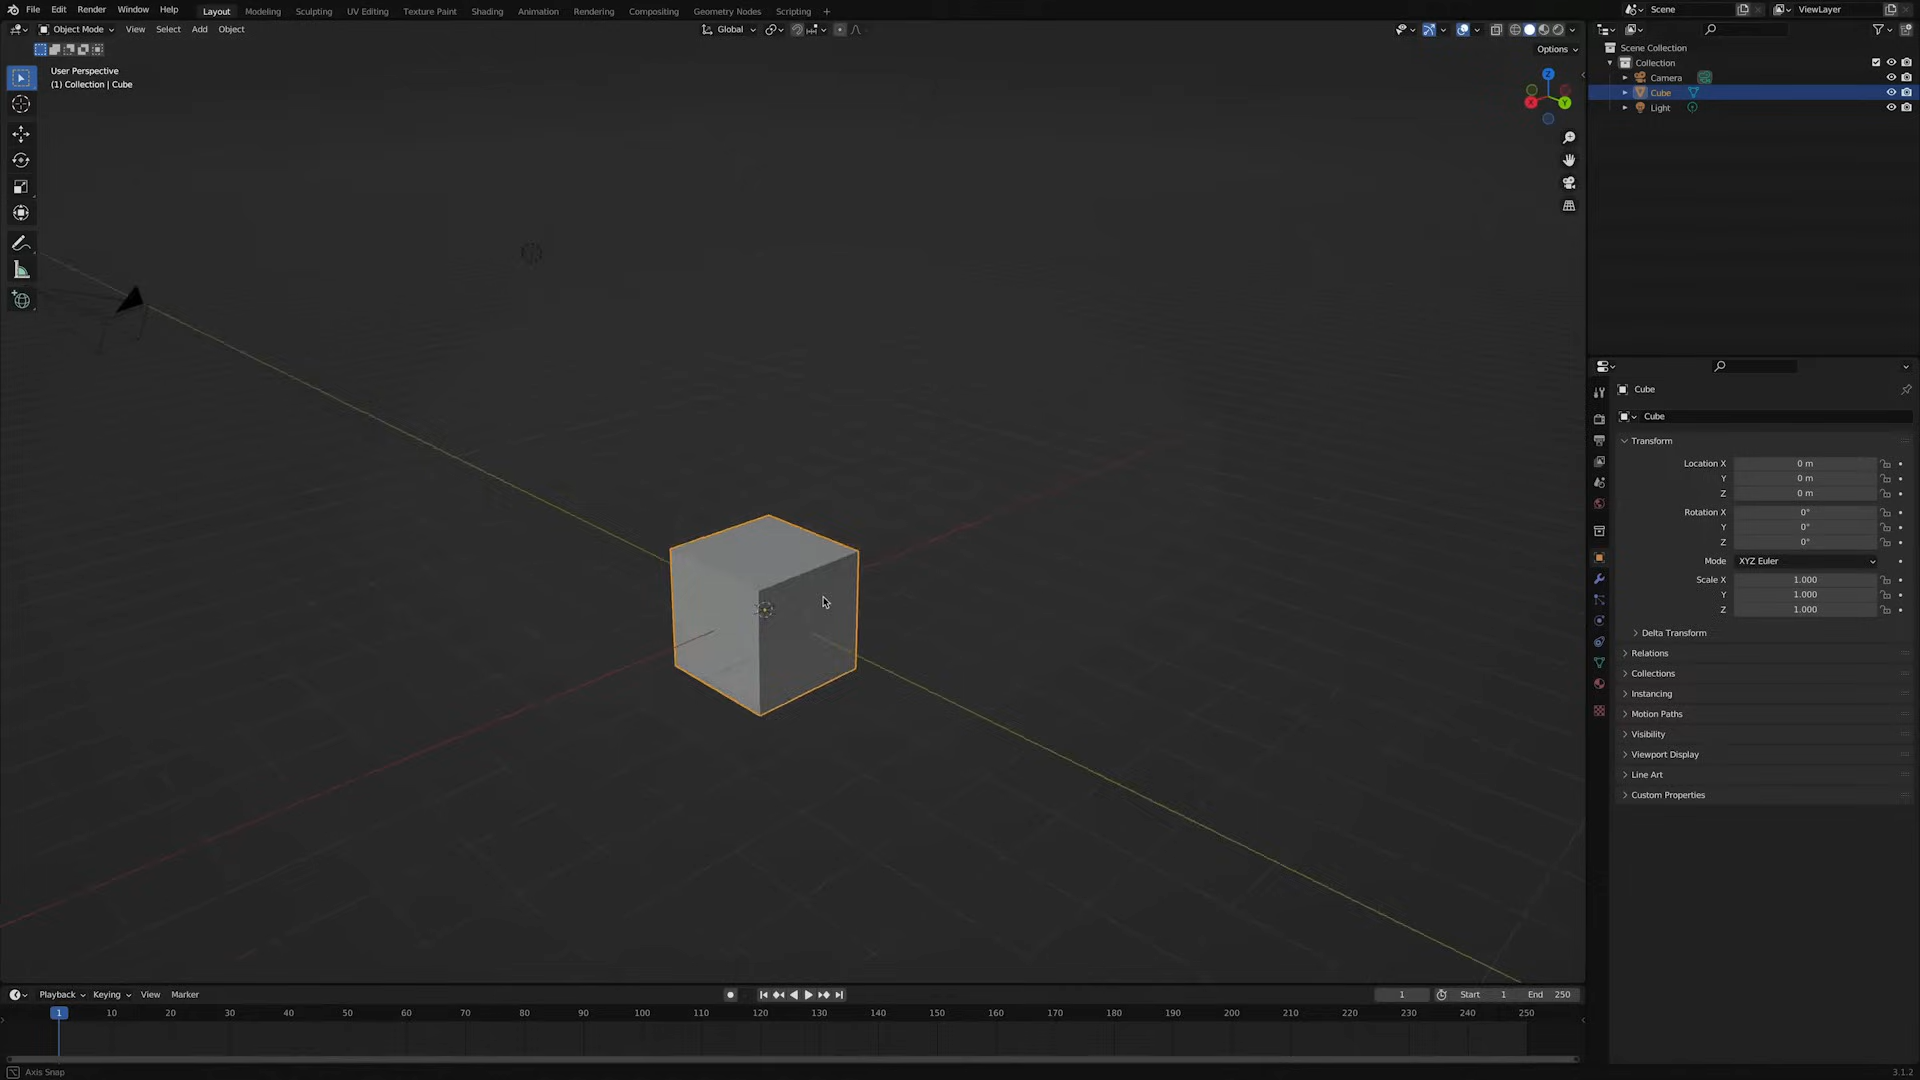 File Edit Render Window Help Layout Modeling Sculpting UV Editing Texture Paint Shading Animation Rendering Compositing Geometry Nodes Scripting + Scene ViewLayer
Object Mode View Select Add Object Global
Options
User Perspective
(1) Collection | Cube
Z
X Y
Scene Collection
Collection
Camera
Cube
Light
Cube
Cube
Transform
Location X 0 m
Y 0 m
Z 0 m
Rotation X 0°
Y 0°
Z 0°
Mode XYZ Euler
Scale X 1.000
Y 1.000
Z 1.000
Delta Transform
Relations
Collections
Instancing
Motion Paths
Visibility
Viewport Display
Line Art
Custom Properties
Playback Keying View Marker 1 Start 1 End 250
1 10 20 30 40 50 60 70 80 90 100 110 120 130 140 150 160 170 180 190 200 210 220 230 240 250
Axis Snap 3.1.2